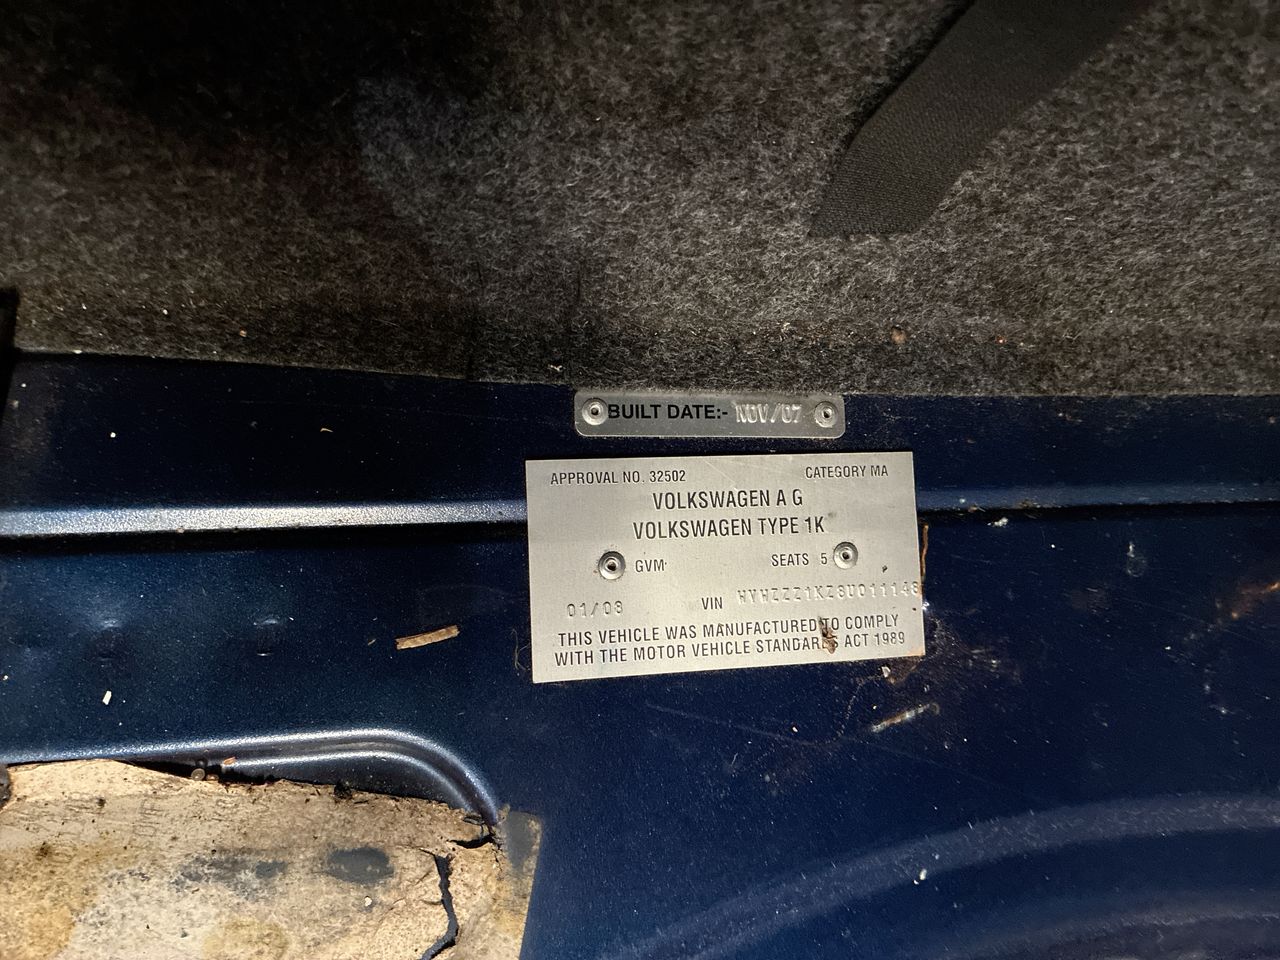 BUILT DATE:- NOV/07
APPROVAL NO. 32502 CATEGORY MA
VOLKSWAGEN A G
VOLKSWAGEN TYPE 1K
GVM SEATS 5
01/08 VIN
THIS VEHICLE WAS MANUFACTURED TO COMPLY
WITH THE MOTOR VEHICLE STANDARDS ACT 1989